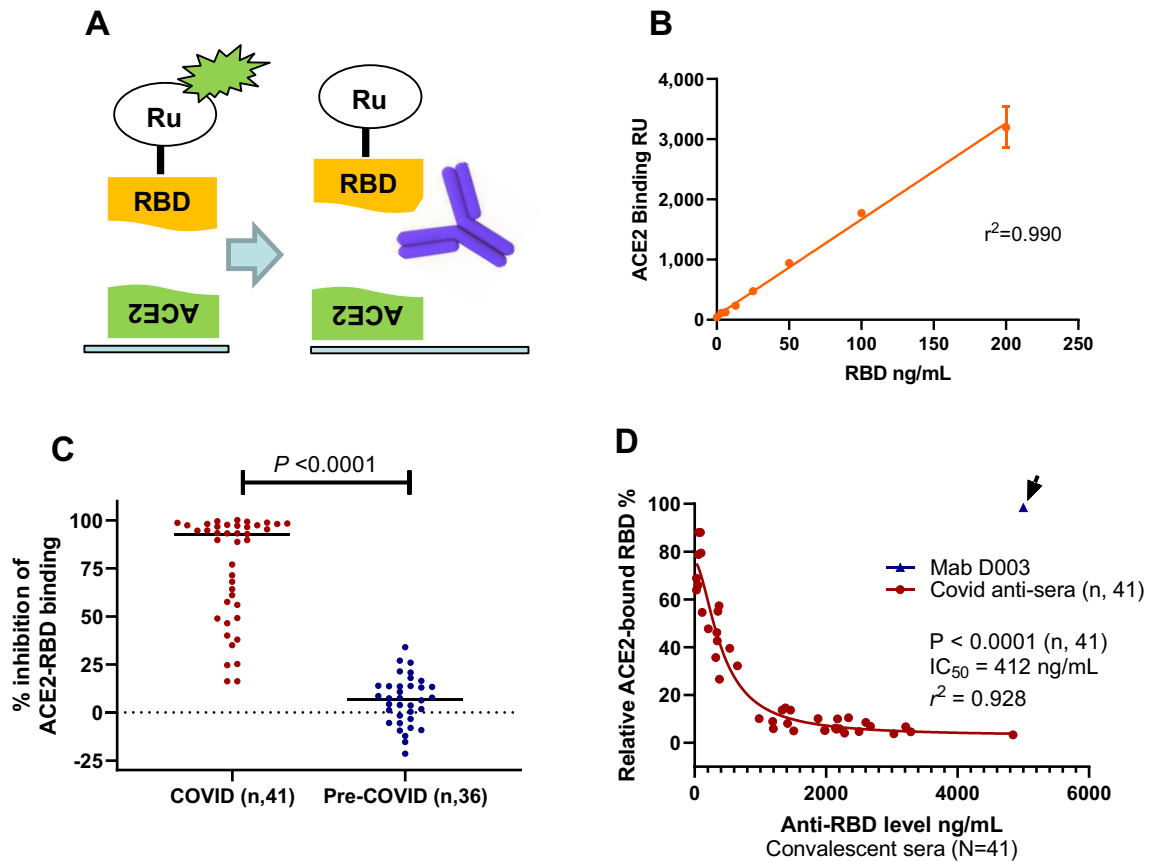 A
Ru
RBD
ACE2
Ru
RBD
ACE2
B
4,000
3,000
2,000
1,000
0
ACE2 Binding RU
r²=0.990
0
50
100
150
200
250
RBD ng/mL
C
P <0.0001
100
75
50
25
0
-25
% inhibition of
ACE2-RBD binding
COVID (n,41)
Pre-COVID (n,36)
D
100
80
60
40
20
0
Relative ACE2-bound RBD %
Mab D003
Covid anti-sera (n, 41)
P < 0.0001 (n, 41)
IC₅₀ = 412 ng/mL
r² = 0.928
0
2000
4000
6000
Anti-RBD level ng/mL
Convalescent sera (N=41)